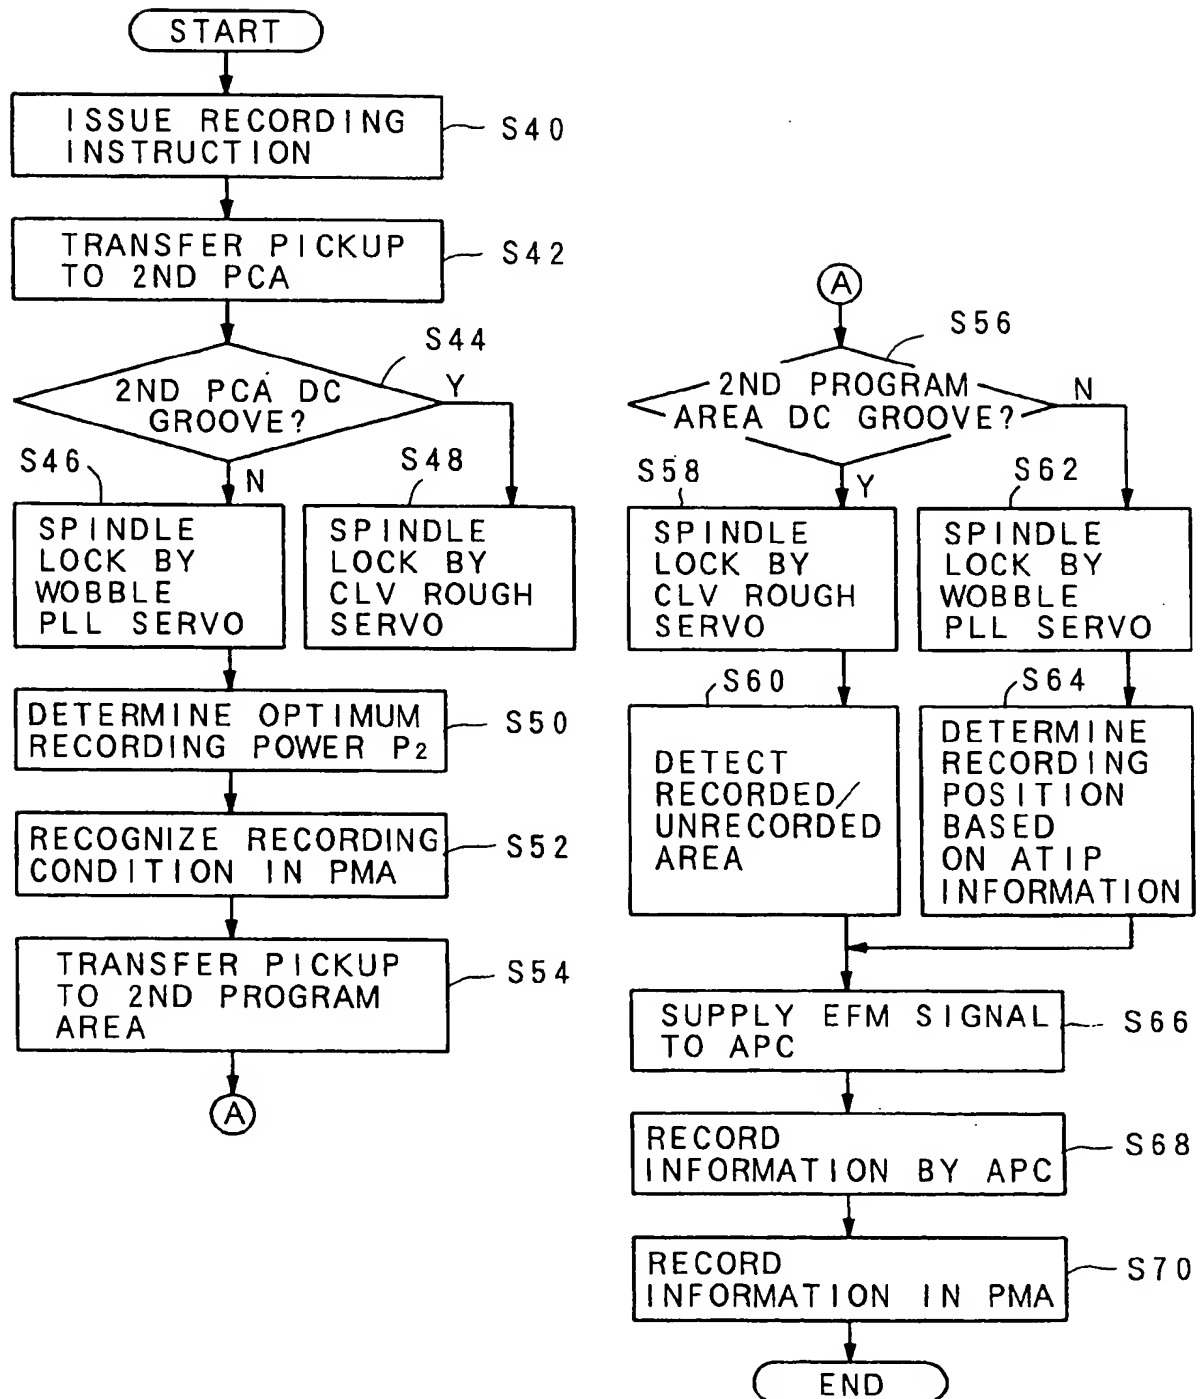 START
ISSUE RECORDING
INSTRUCTION
S40
TRANSFER PICKUP
TO 2ND PCA
S42
S44
2ND PCA DC
GROOVE?
Y
N
S46
SPINDLE
LOCK BY
WOBBLE
PLL SERVO
S48
SPINDLE
LOCK BY
CLV ROUGH
SERVO
DETERMINE OPTIMUM
RECORDING POWER P2
S50
RECOGNIZE RECORDING
CONDITION IN PMA
S52
TRANSFER PICKUP
TO 2ND PROGRAM
AREA
S54
A
A
S56
2ND PROGRAM
AREA DC GROOVE?
N
Y
S58
SPINDLE
LOCK BY
CLV ROUGH
SERVO
S62
SPINDLE
LOCK BY
WOBBLE
PLL SERVO
S60
DETECT
RECORDED/
UNRECORDED
AREA
S64
DETERMINE
RECORDING
POSITION
BASED
ON ATIP
INFORMATION
SUPPLY EFM SIGNAL
TO APC
S66
RECORD
INFORMATION BY APC
S68
RECORD
INFORMATION IN PMA
S70
END